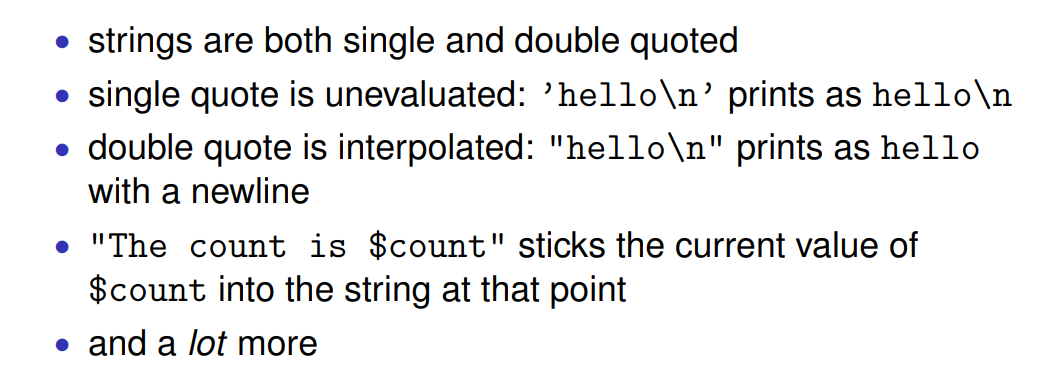 • strings are both single and double quoted
• single quote is unevaluated: ’hello\n’ prints as hello\n
• double quote is interpolated: "hello\n" prints as hello
with a newline
• "The count is $count" sticks the current value of
$count into the string at that point
• and a lot more